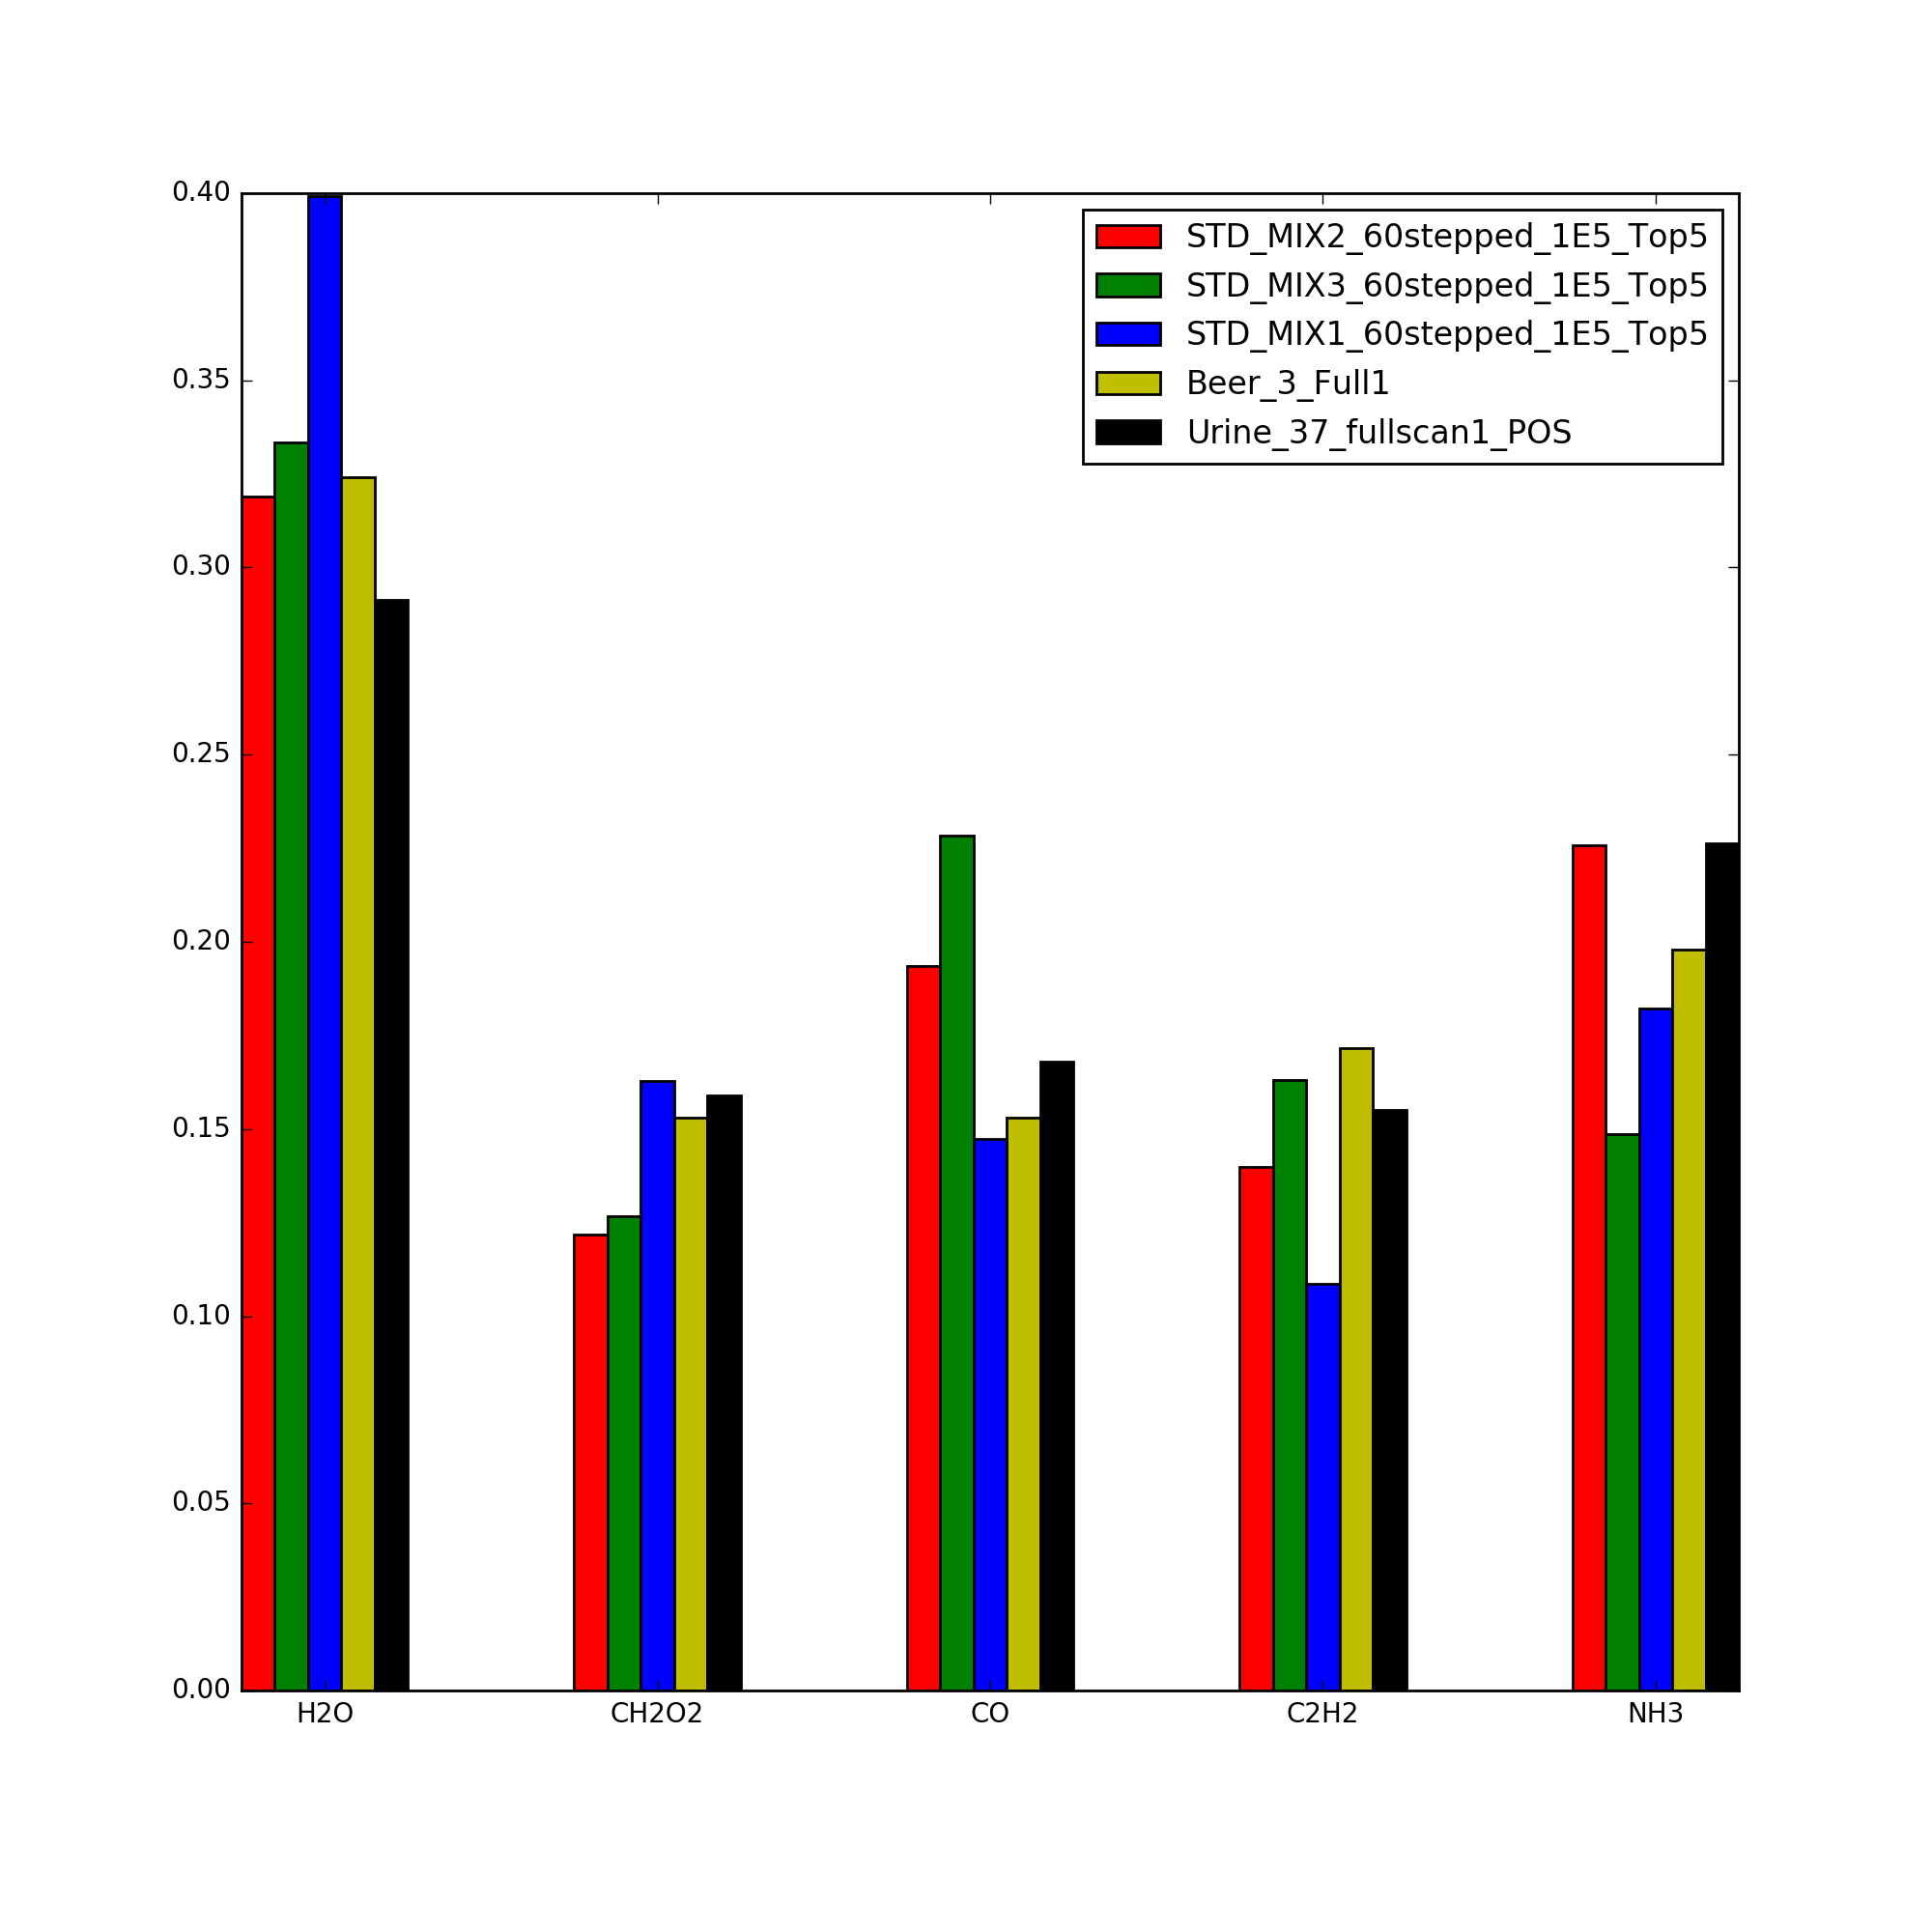 0.40
0.35
0.30
0.25
0.20
0.15
0.10
0.05
0.00
H2O
CH2O2
CO
C2H2
NH3
STD_MIX2_60stepped_1E5_Top5
STD_MIX3_60stepped_1E5_Top5
STD_MIX1_60stepped_1E5_Top5
Beer_3_Full1
Urine_37_fullscan1_POS